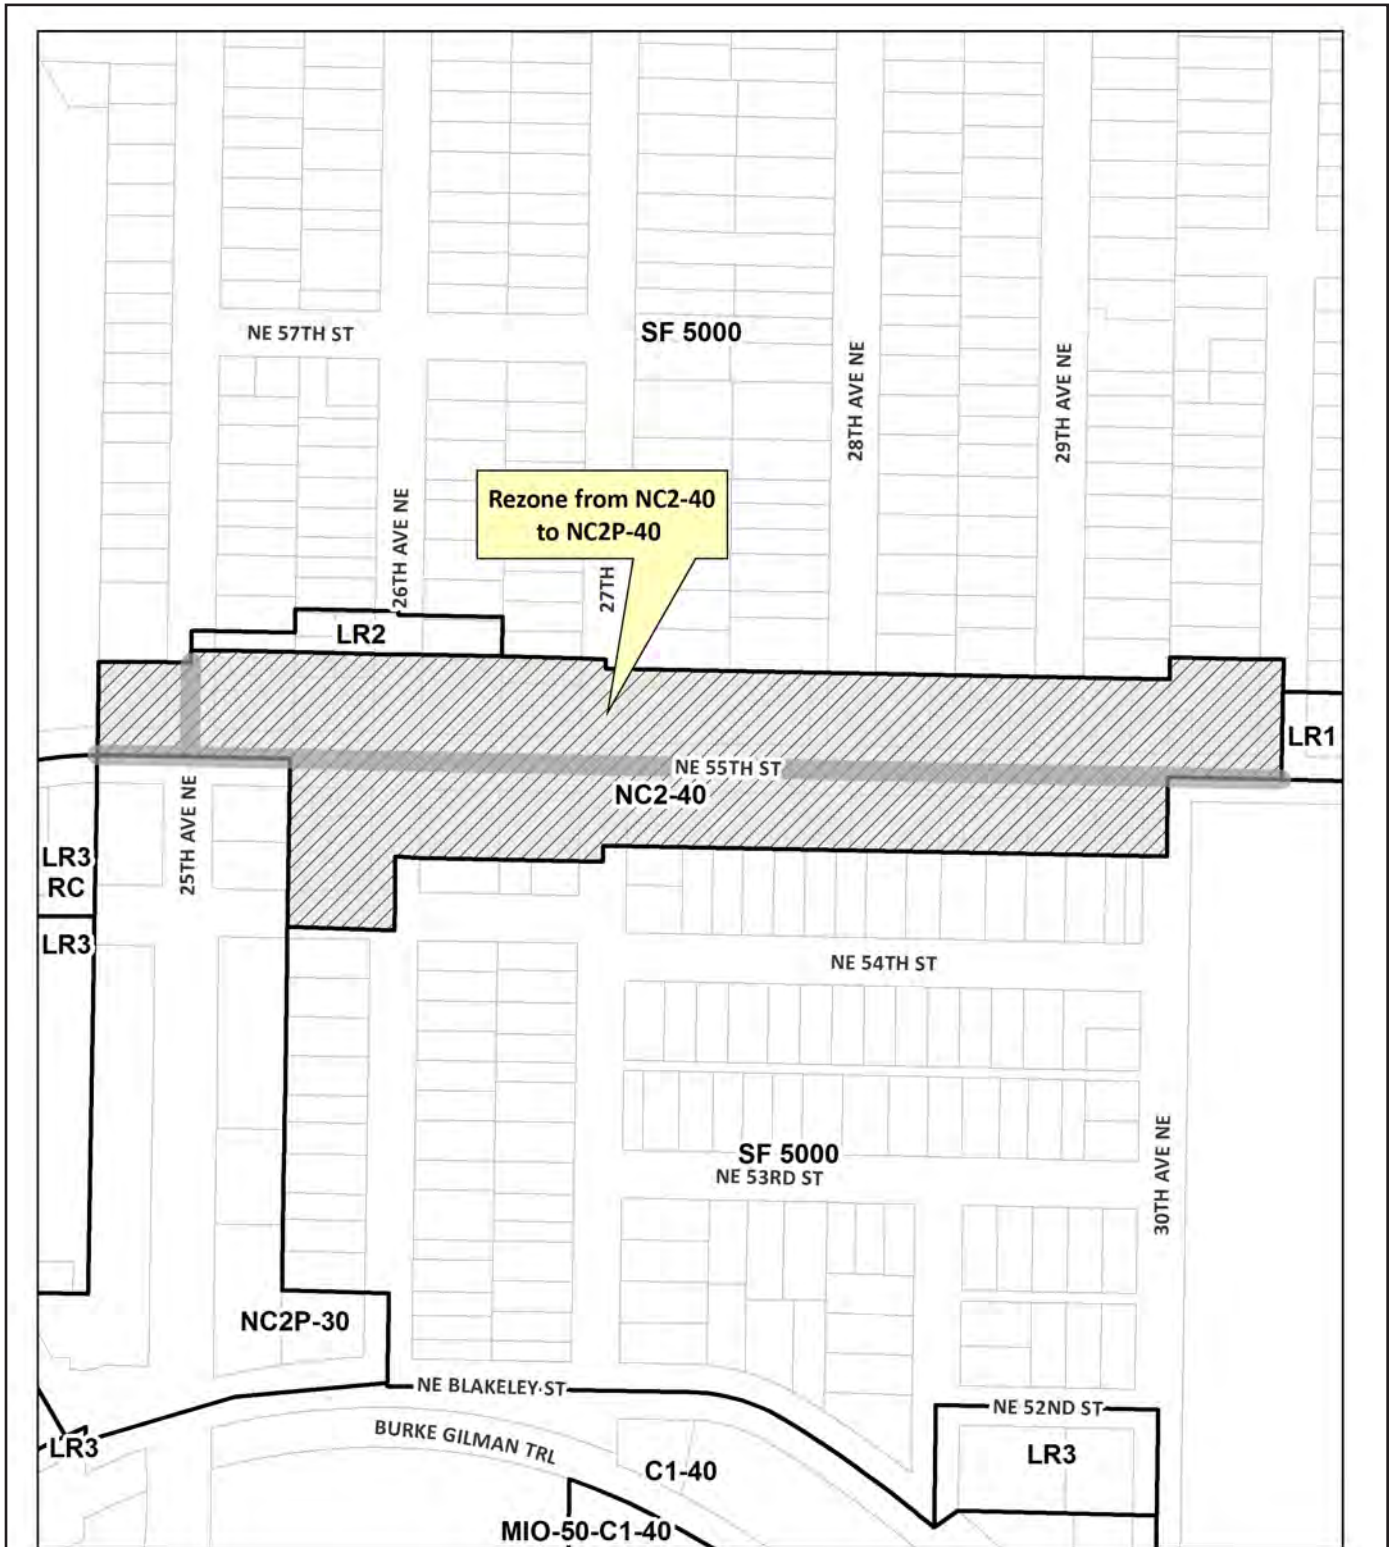 NE 57TH ST
SF 5000
28TH AVE NE
29TH AVE NE
Rezone from NC2-40
to NC2P-40
26TH AVE NE
27TH
LR2
LR1
NE 55TH ST
NC2-40
25TH AVE NE
LR3
RC
LR3
NE 54TH ST
SF 5000
NE 53RD ST
30TH AVE NE
NC2P-30
NE BLAKELEY ST
NE 52ND ST
BURKE GILMAN TRL
LR3
LR3
C1-40
MIO-50-C1-40